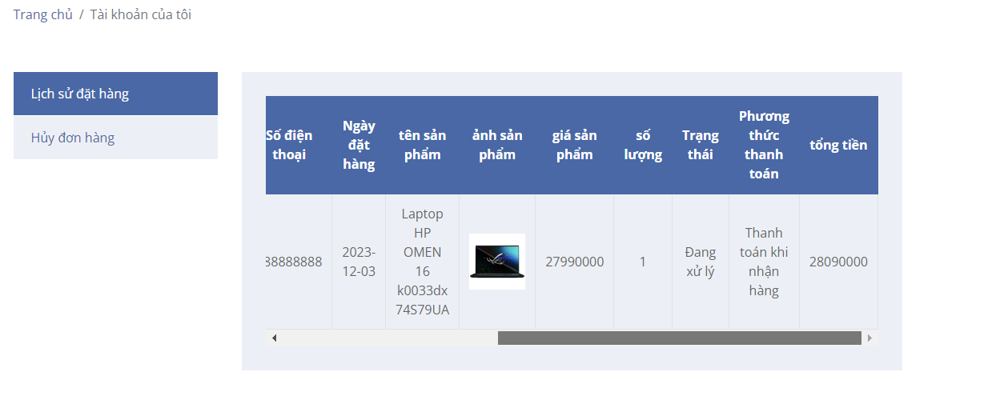 Trang chủ / Tài khoản của tôi
Lịch sử đặt hàng
Hủy đơn hàng
Số điện
thoại
Ngày
đặt
hàng
tên sản
phẩm
ảnh sản
phẩm
giá sản
phẩm
số
lượng
Trạng
thái
Phương
thức
thanh
toán
tổng tiền
88888888
2023-
12-03
Laptop
HP
OMEN
16
k0033dx
74S79UA
27990000
1
Đang
xử lý
Thanh
toán khi
nhận
hàng
28090000